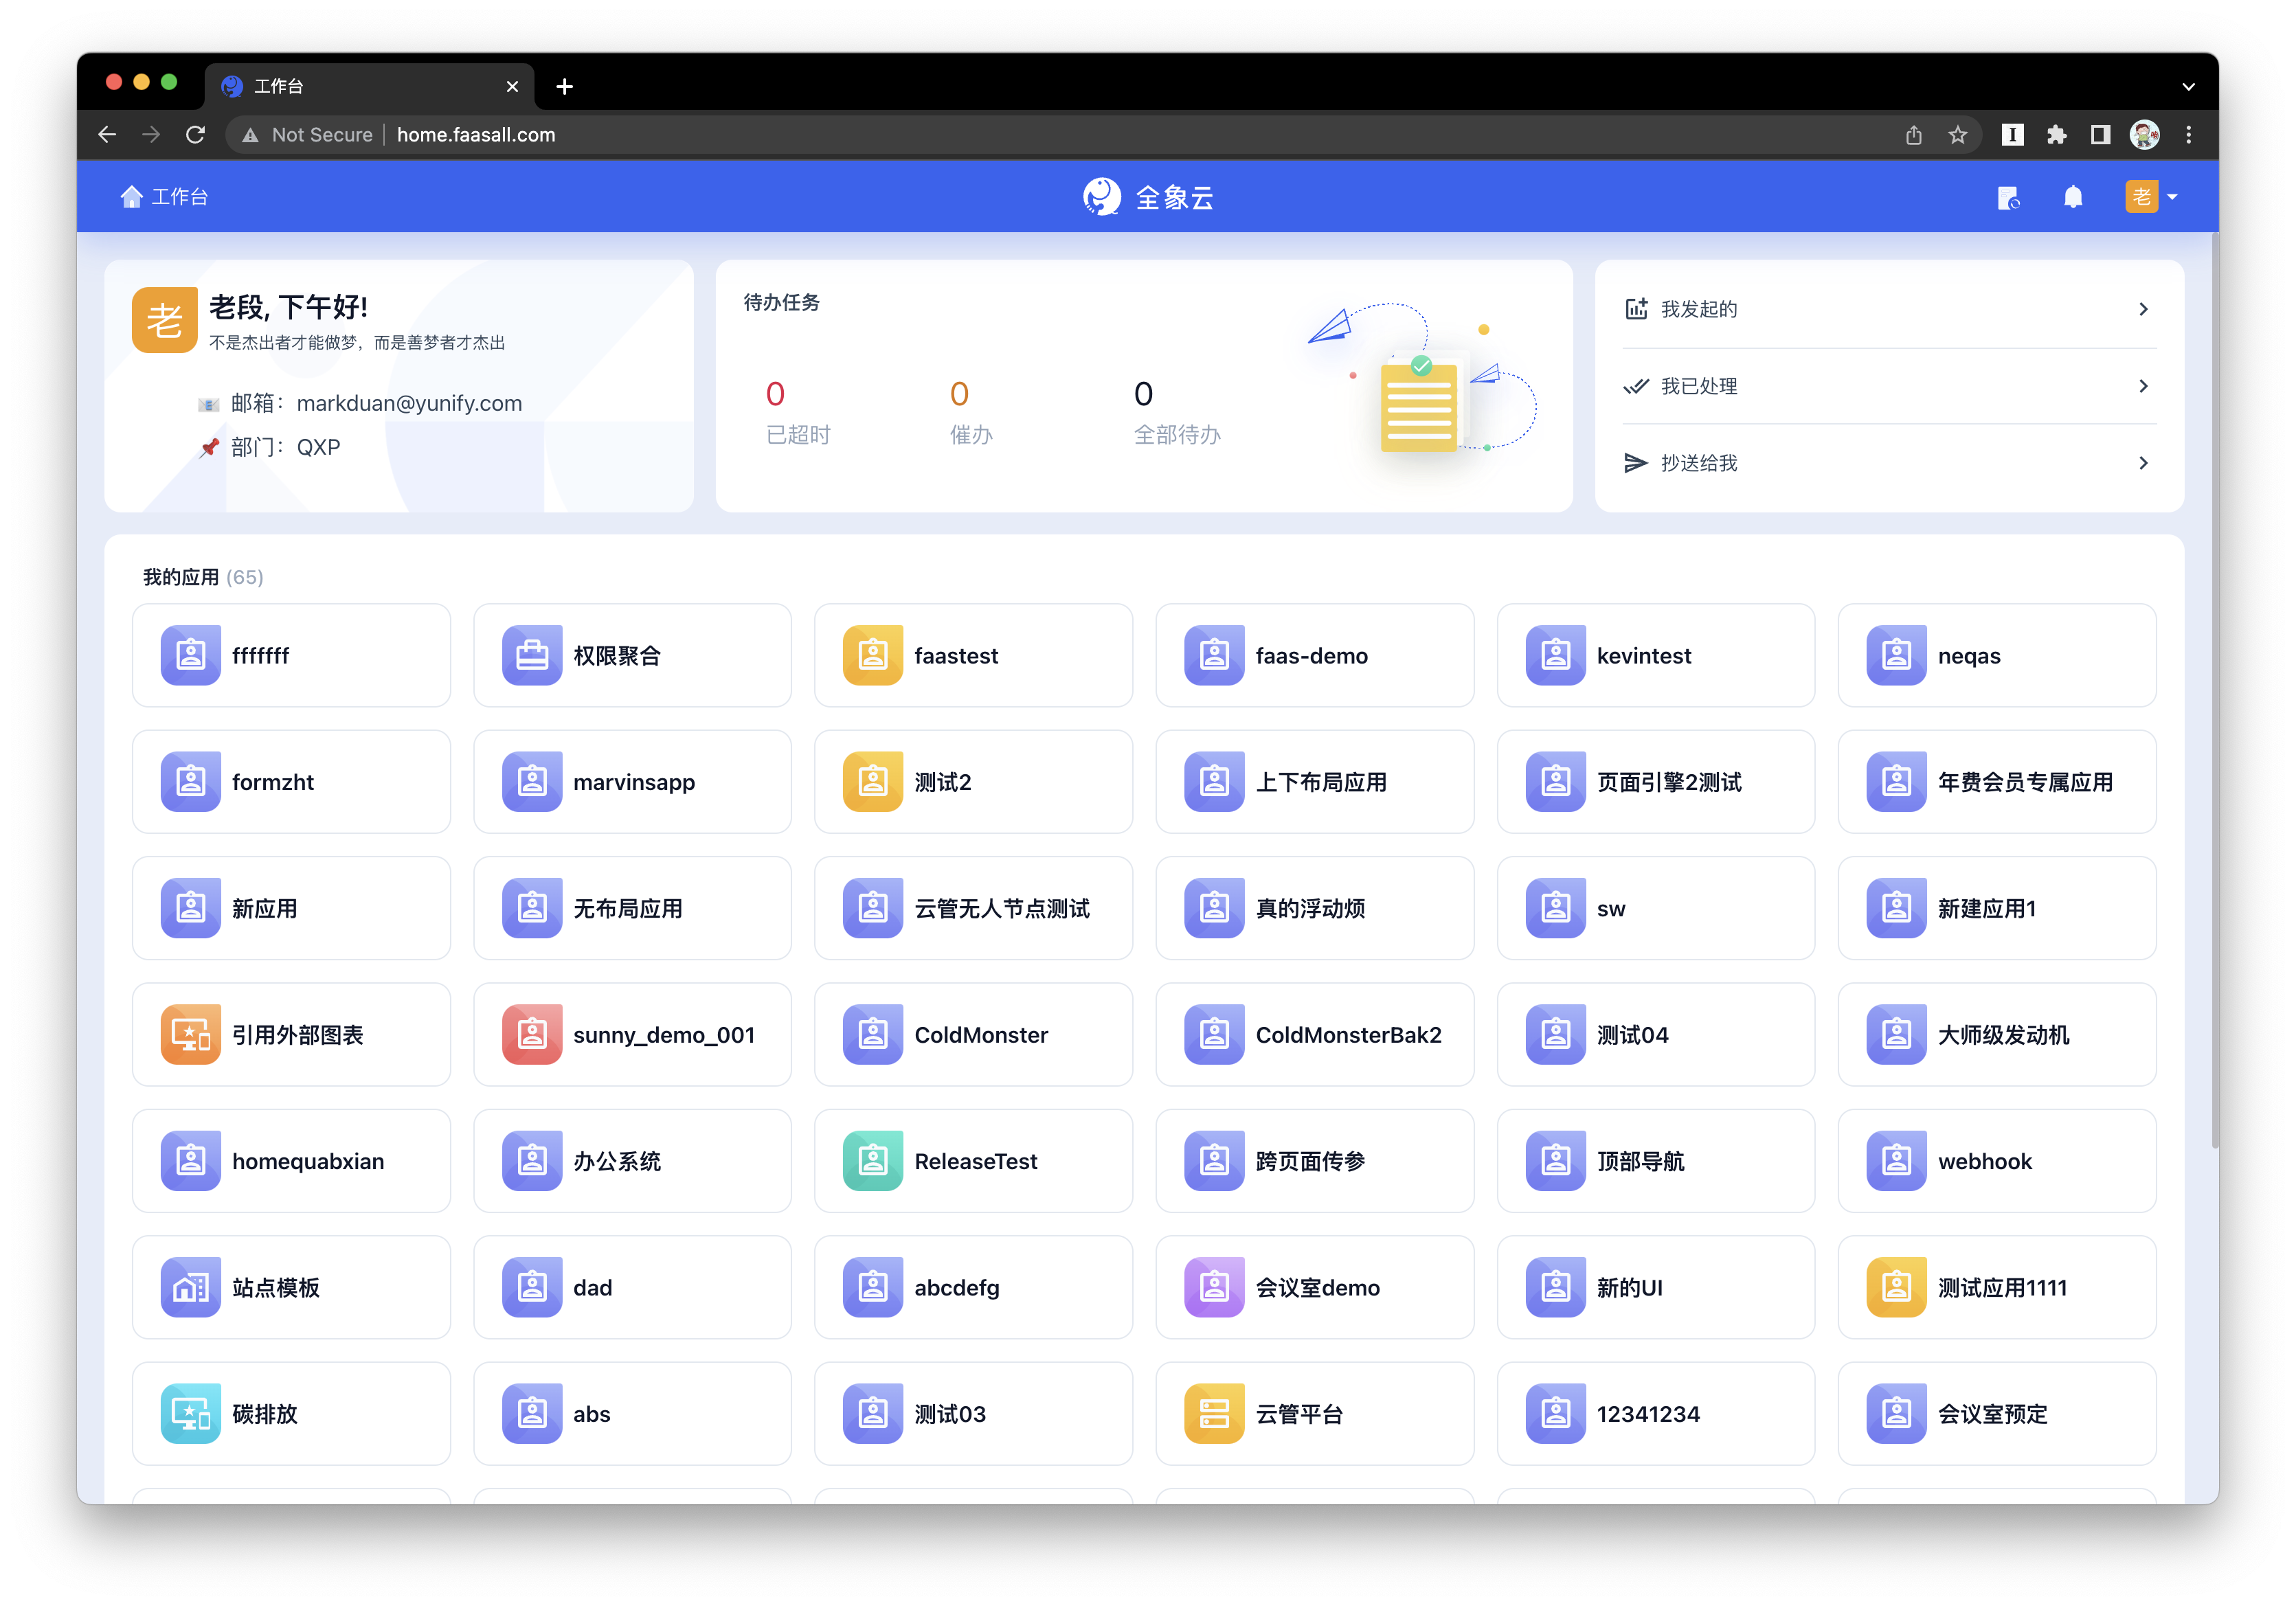 工作台
Not Secure
home.faasall.com
工作台
全象云
老
老
老段, 下午好!
不是杰出者才能做梦，而是善梦者才杰出
邮箱： markduan@yunify.com
部门： QXP
待办任务
0
0
0
已超时
催办
全部待办
我发起的
我已处理
抄送给我
我的应用 (65)
fffffff
权限聚合
faastest
faas-demo
kevintest
neqas
formzht
marvinsapp
测试2
上下布局应用
页面引擎2测试
年费会员专属应用
新应用
无布局应用
云管无人节点测试
真的浮动烦
sw
新建应用1
引用外部图表
sunny_demo_001
ColdMonster
ColdMonsterBak2
测试04
大师级发动机
homequabxian
办公系统
ReleaseTest
跨页面传参
顶部导航
webhook
站点模板
dad
abcdefg
会议室demo
新的UI
测试应用1111
碳排放
abs
测试03
云管平台
12341234
会议室预定